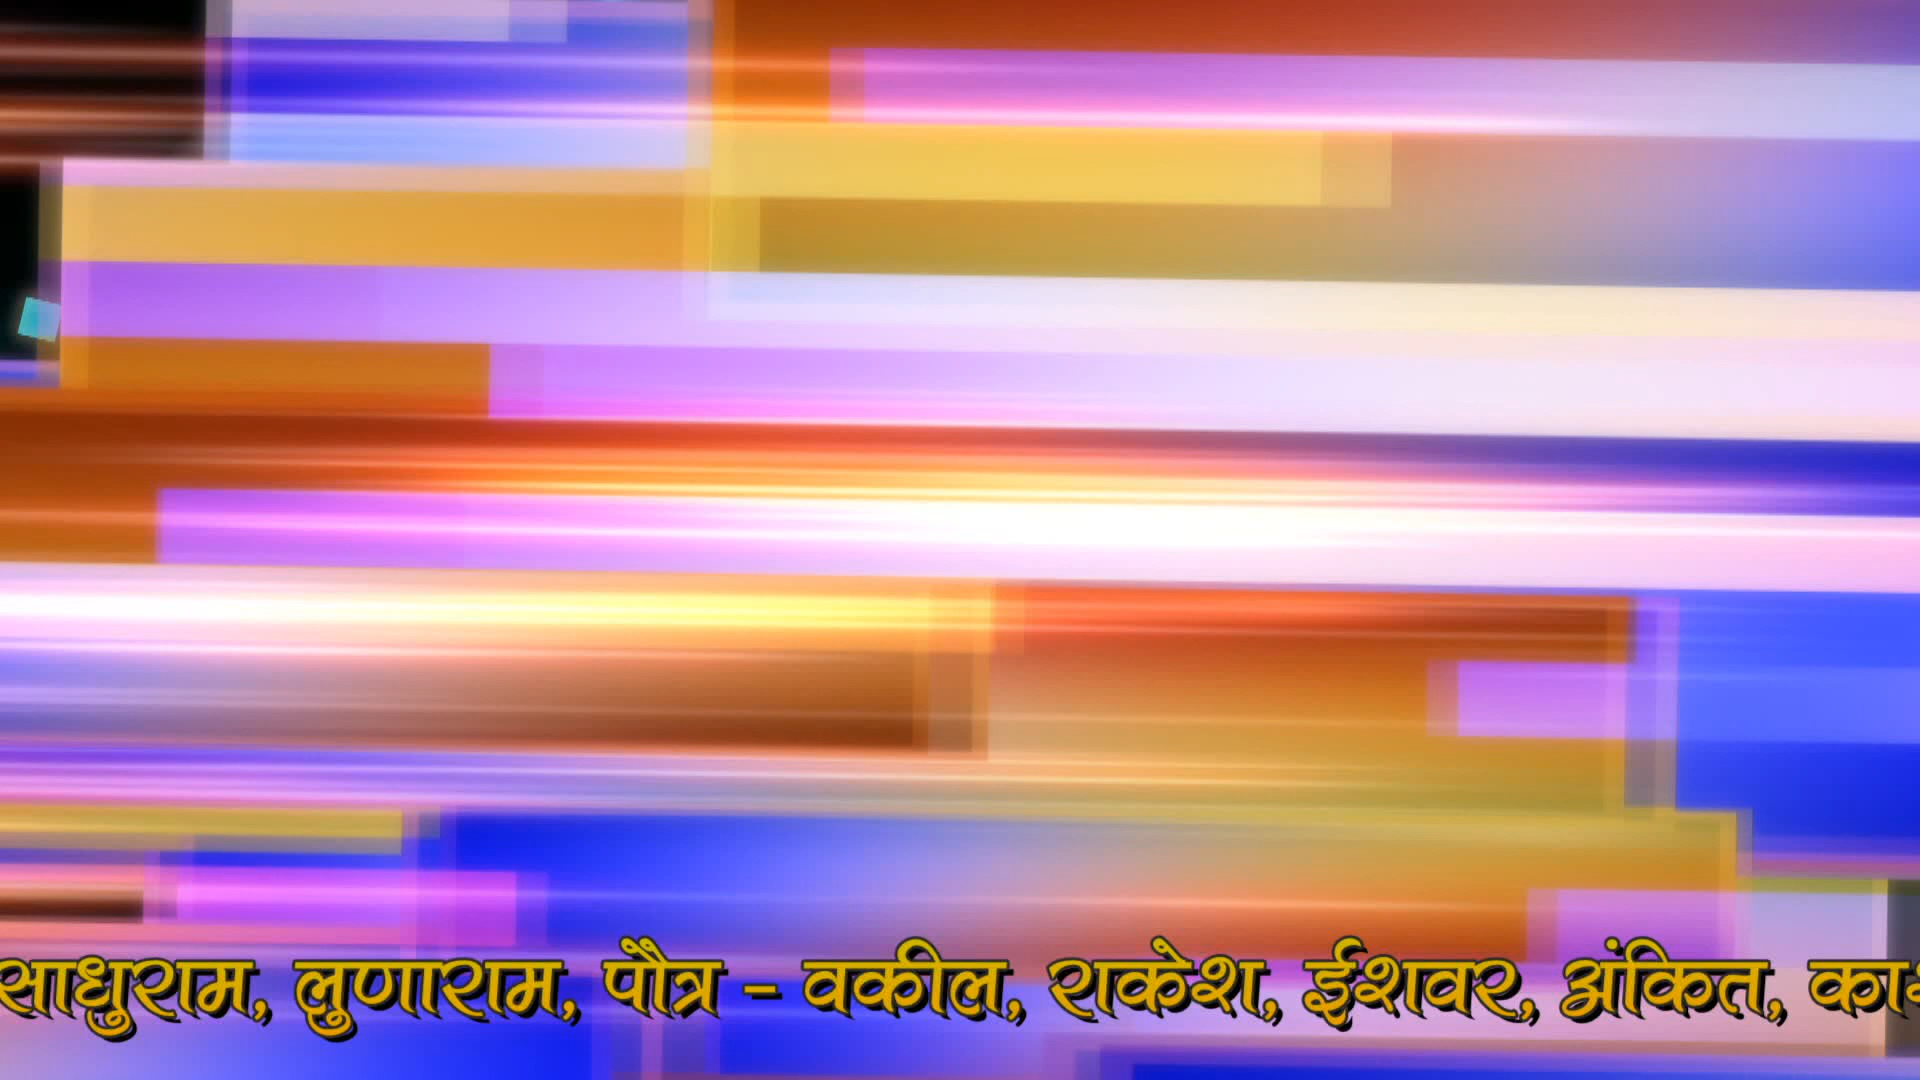 साधुराम, लुणाराम, पौत्र - वकील, राकेश, ईशवर, अंकित,